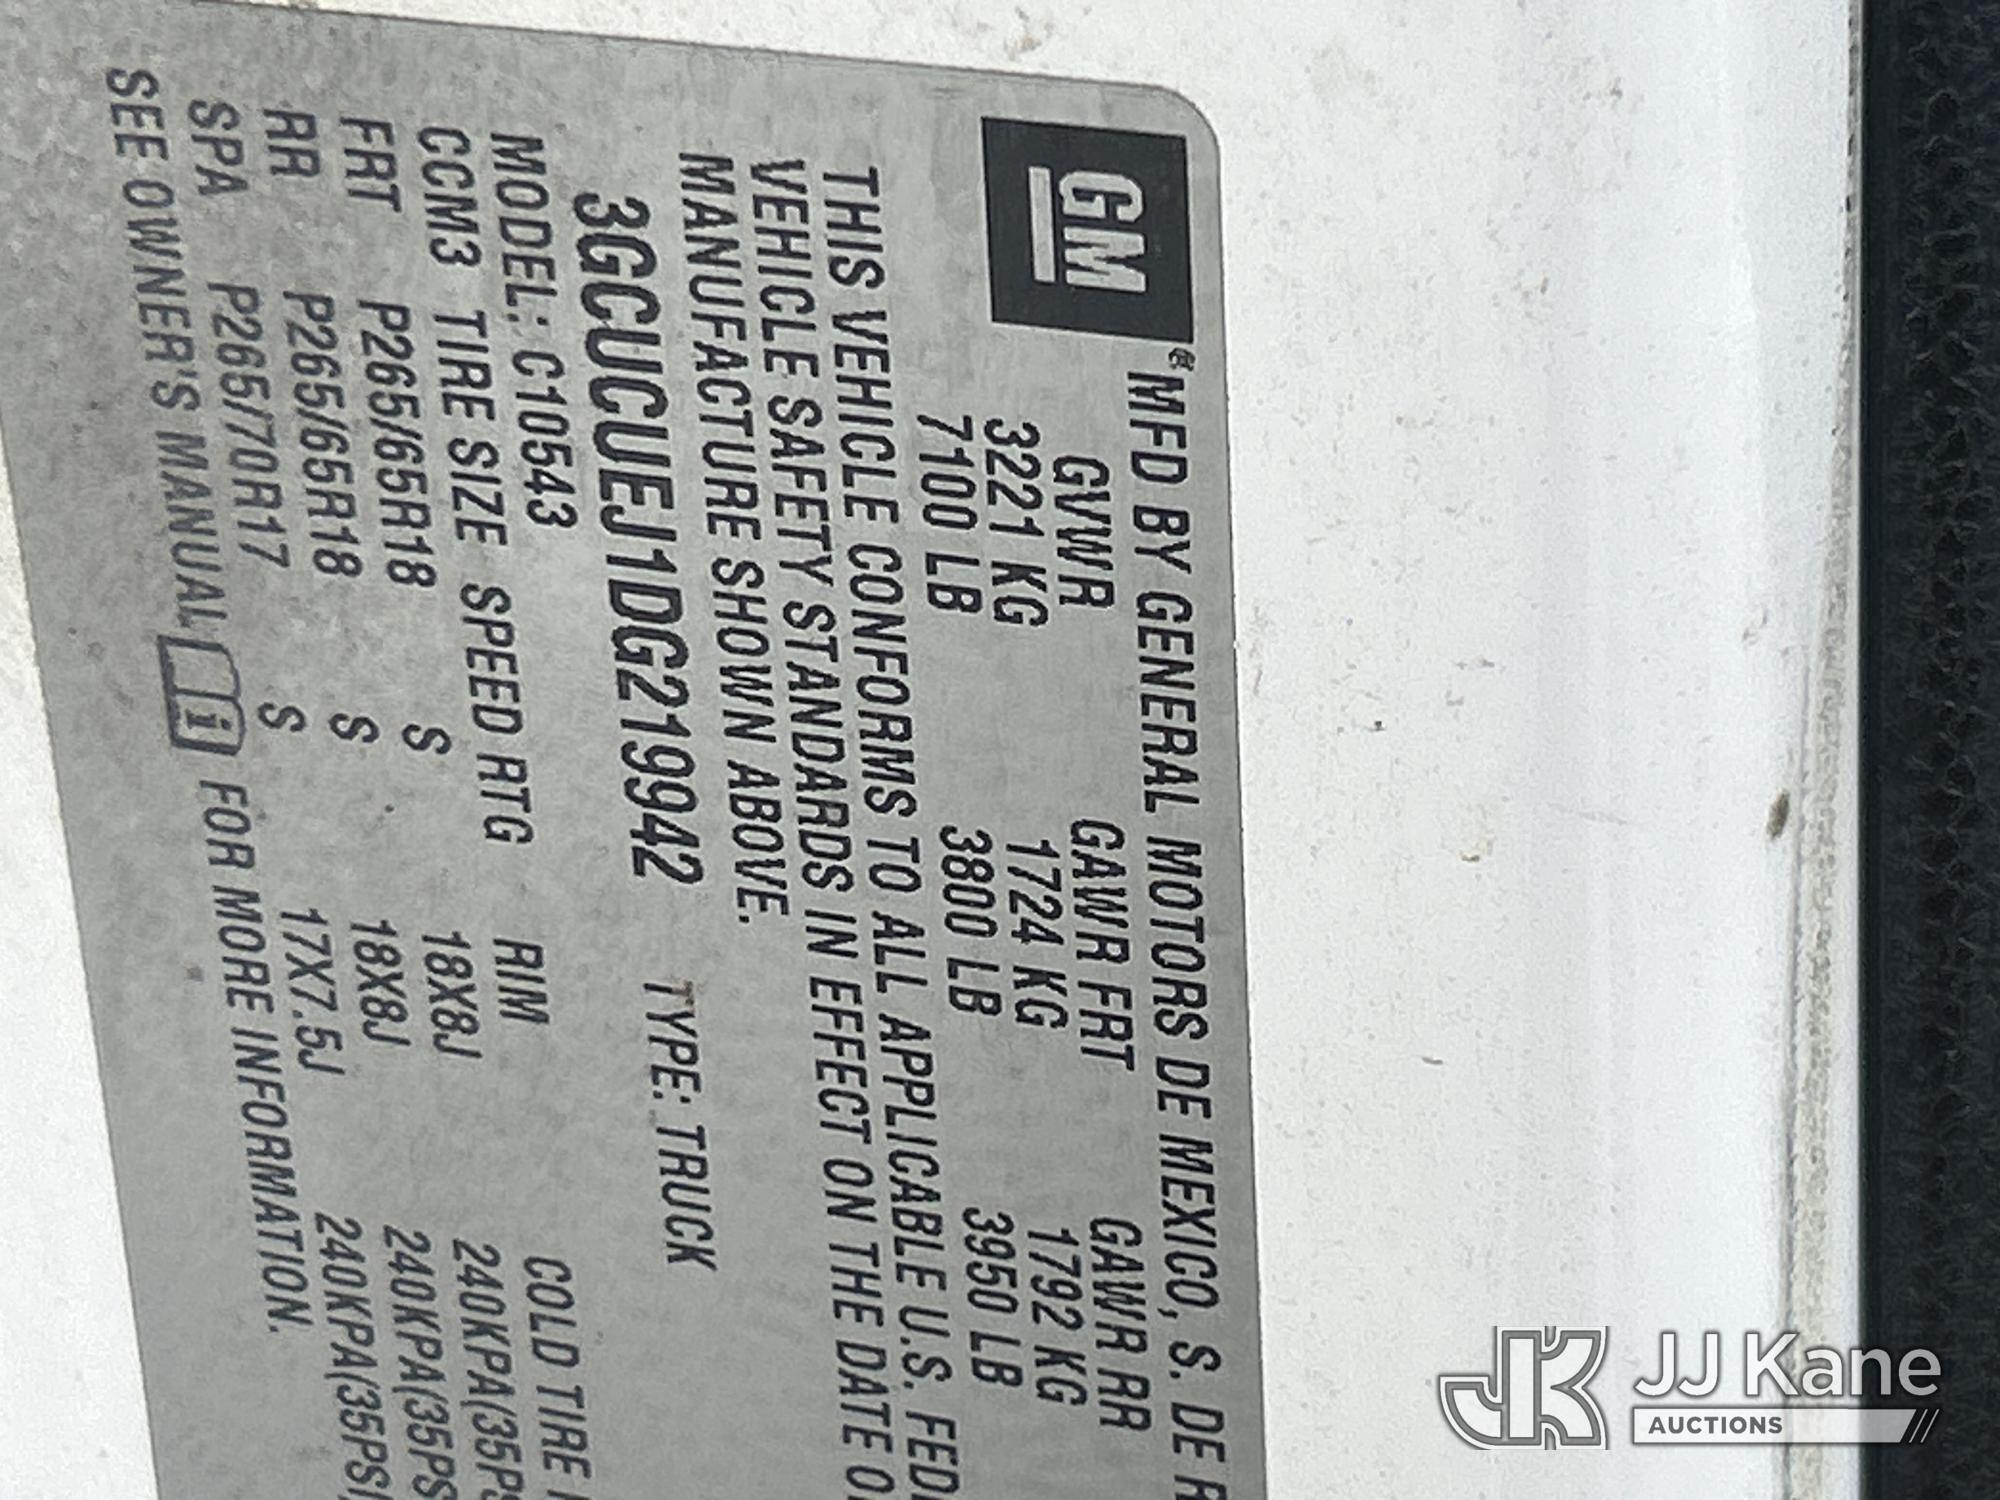 GM® MFD BY GENERAL MOTORS DE MEXICO, S. DE R
GVWR GAWR FRT GAWR RR
3221 KG 1724 KG 1792 KG
7100 LB 3800 LB 3950 LB
THIS VEHICLE CONFORMS TO ALL APPLICABLE U.S. FED
VEHICLE SAFETY STANDARDS IN EFFECT ON THE DATE O
MANUFACTURE SHOWN ABOVE.
3GCUCUEJ1DG219942 TYPE: TRUCK
MODEL: C10543
CCM3 TIRE SIZE SPEED RTG RIM COLD TIRE
FRT P265/65R18 S 18X8J 240KPA(35PS
RR P265/65R18 S 18X8J 240KPA(35PS
SPA P265/70R17 S 17X7.5J 240KPA(35PSI
SEE OWNER'S MANUAL i FOR MORE INFORMATION.
JK JJ Kane
AUCTIONS